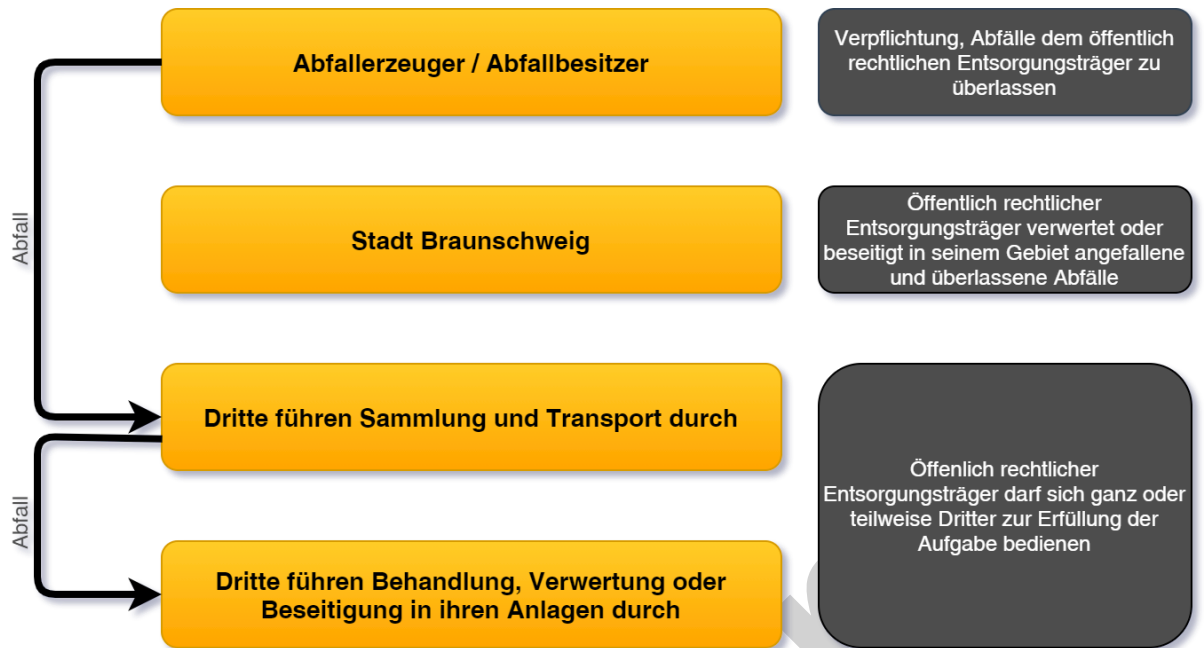 Abfallerzeuger / Abfallbesitzer
Verpflichtung, Abfälle dem öffentlich
rechtlichen Entsorgungsträger zu
überlassen
Abfall
Stadt Braunschweig
Öffentlich rechtlicher
Entsorgungsträger verwertet oder
beseitigt in seinem Gebiet angefallene
und überlassene Abfälle
Dritte führen Sammlung und Transport durch
Abfall
Öffenlich rechtlicher
Entsorgungsträger darf sich ganz oder
teilweise Dritter zur Erfüllung der
Aufgabe bedienen
Dritte führen Behandlung, Verwertung oder
Beseitigung in ihren Anlagen durch